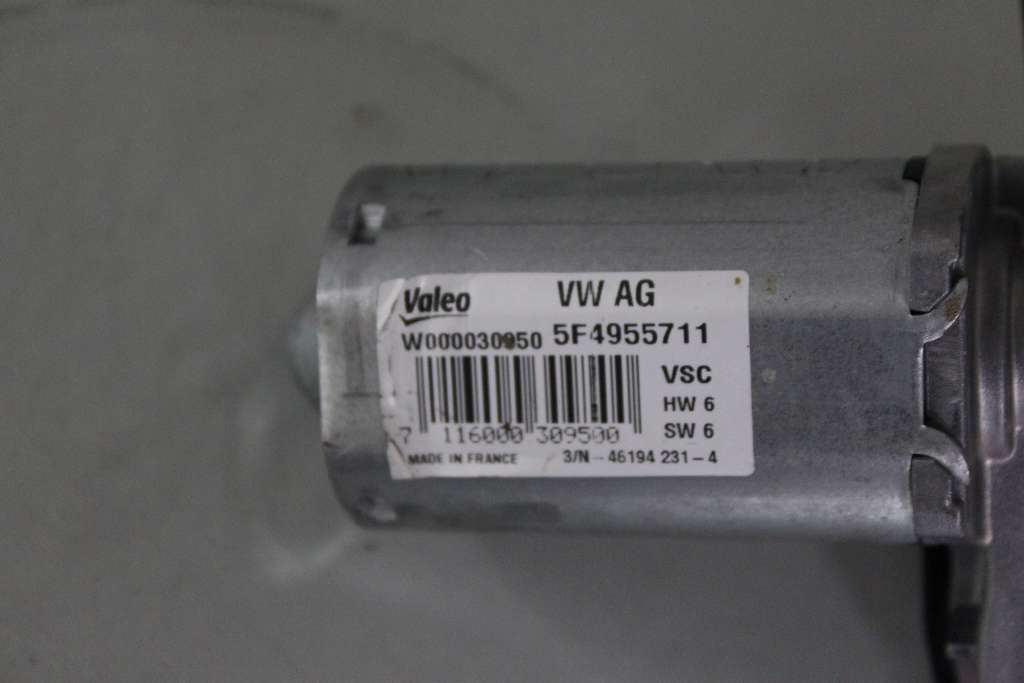 Valeo VW AG
W000030950 5F4955711
VSC
HW 6
7 116000 309500 SW 6
MADE IN FRANCE 3/N - 46194 231-4